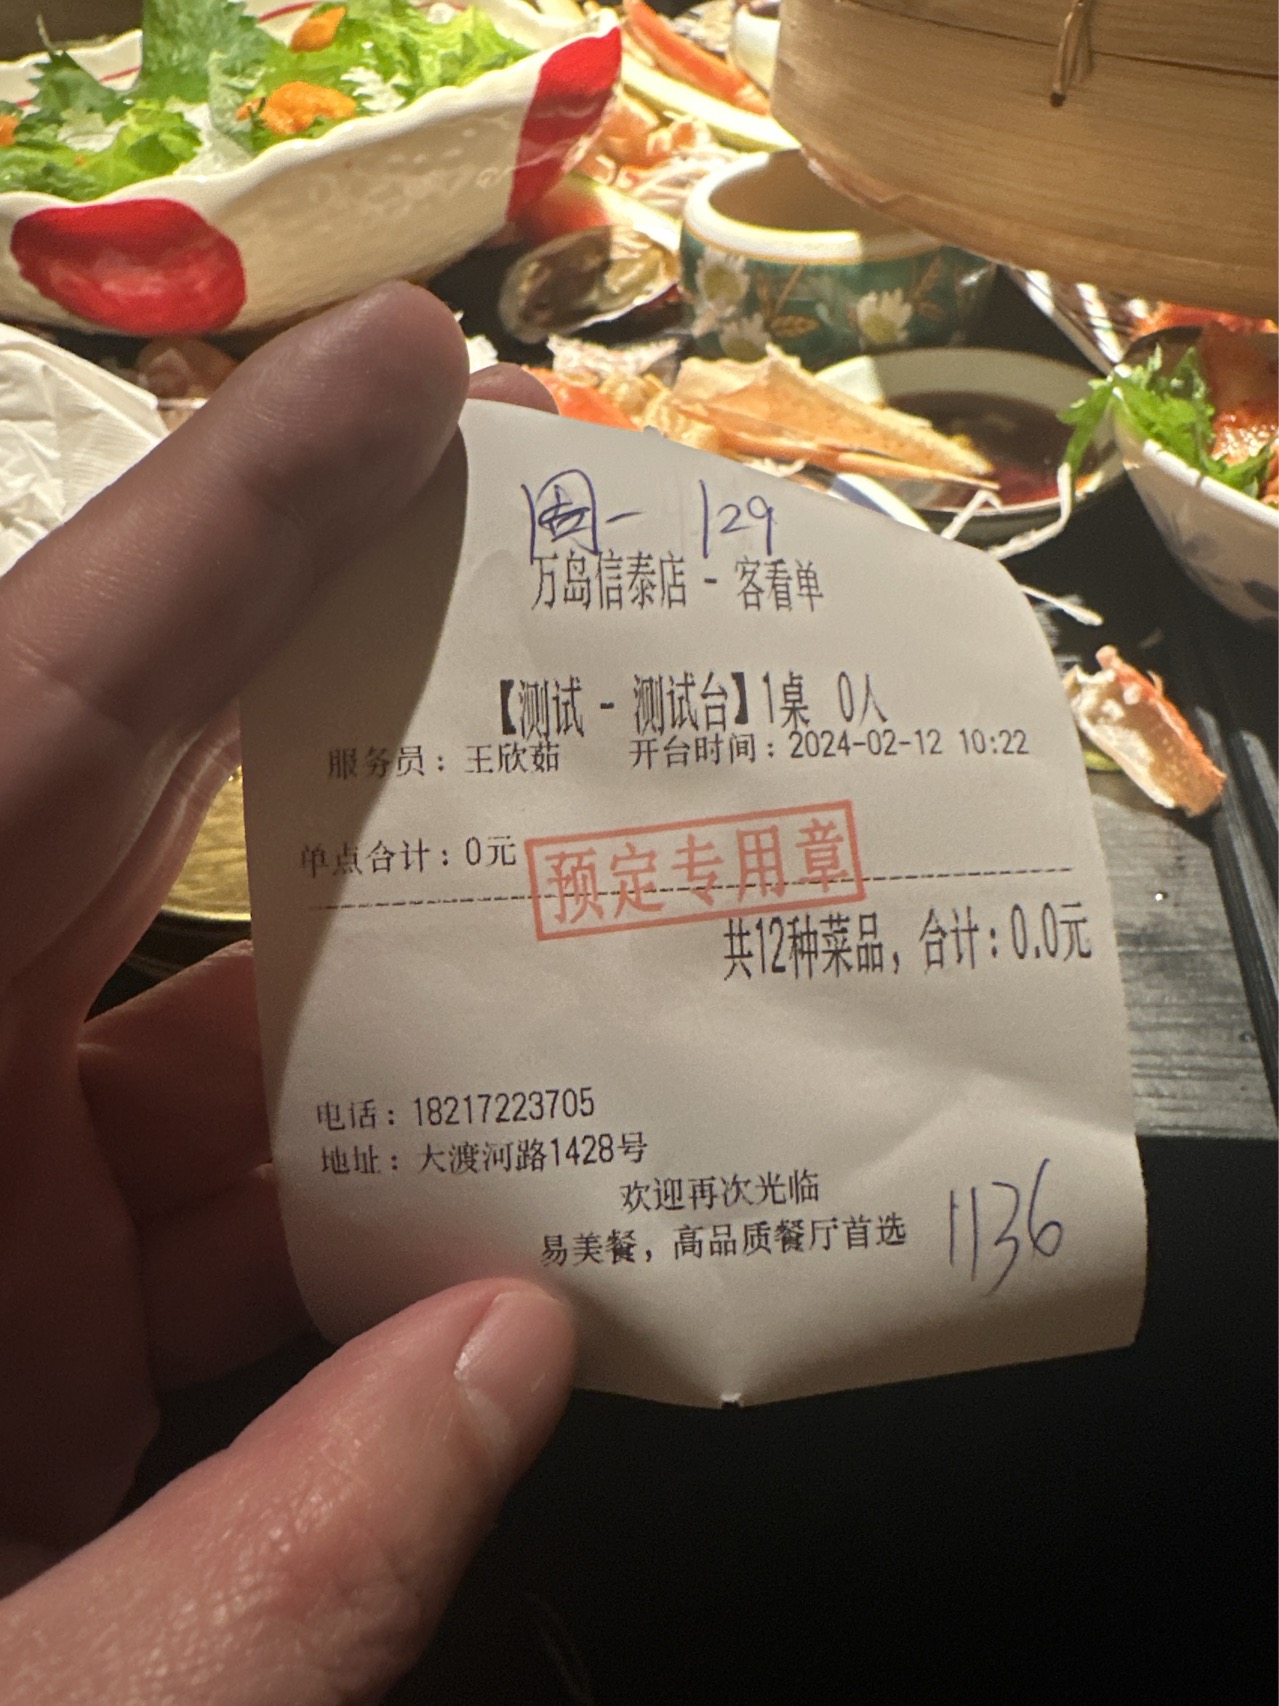 周一 129
万岛信泰店 - 客看单
【测试 - 测试台】1桌 0人
服务员：王欣茹 开台时间：2024-02-12 10:22
单点合计：0元
预定专用章
共12种菜品，合计：0.0元
电话：18217223705
地址：大渡河路1428号
欢迎再次光临
易美餐，高品质餐厅首选
1136